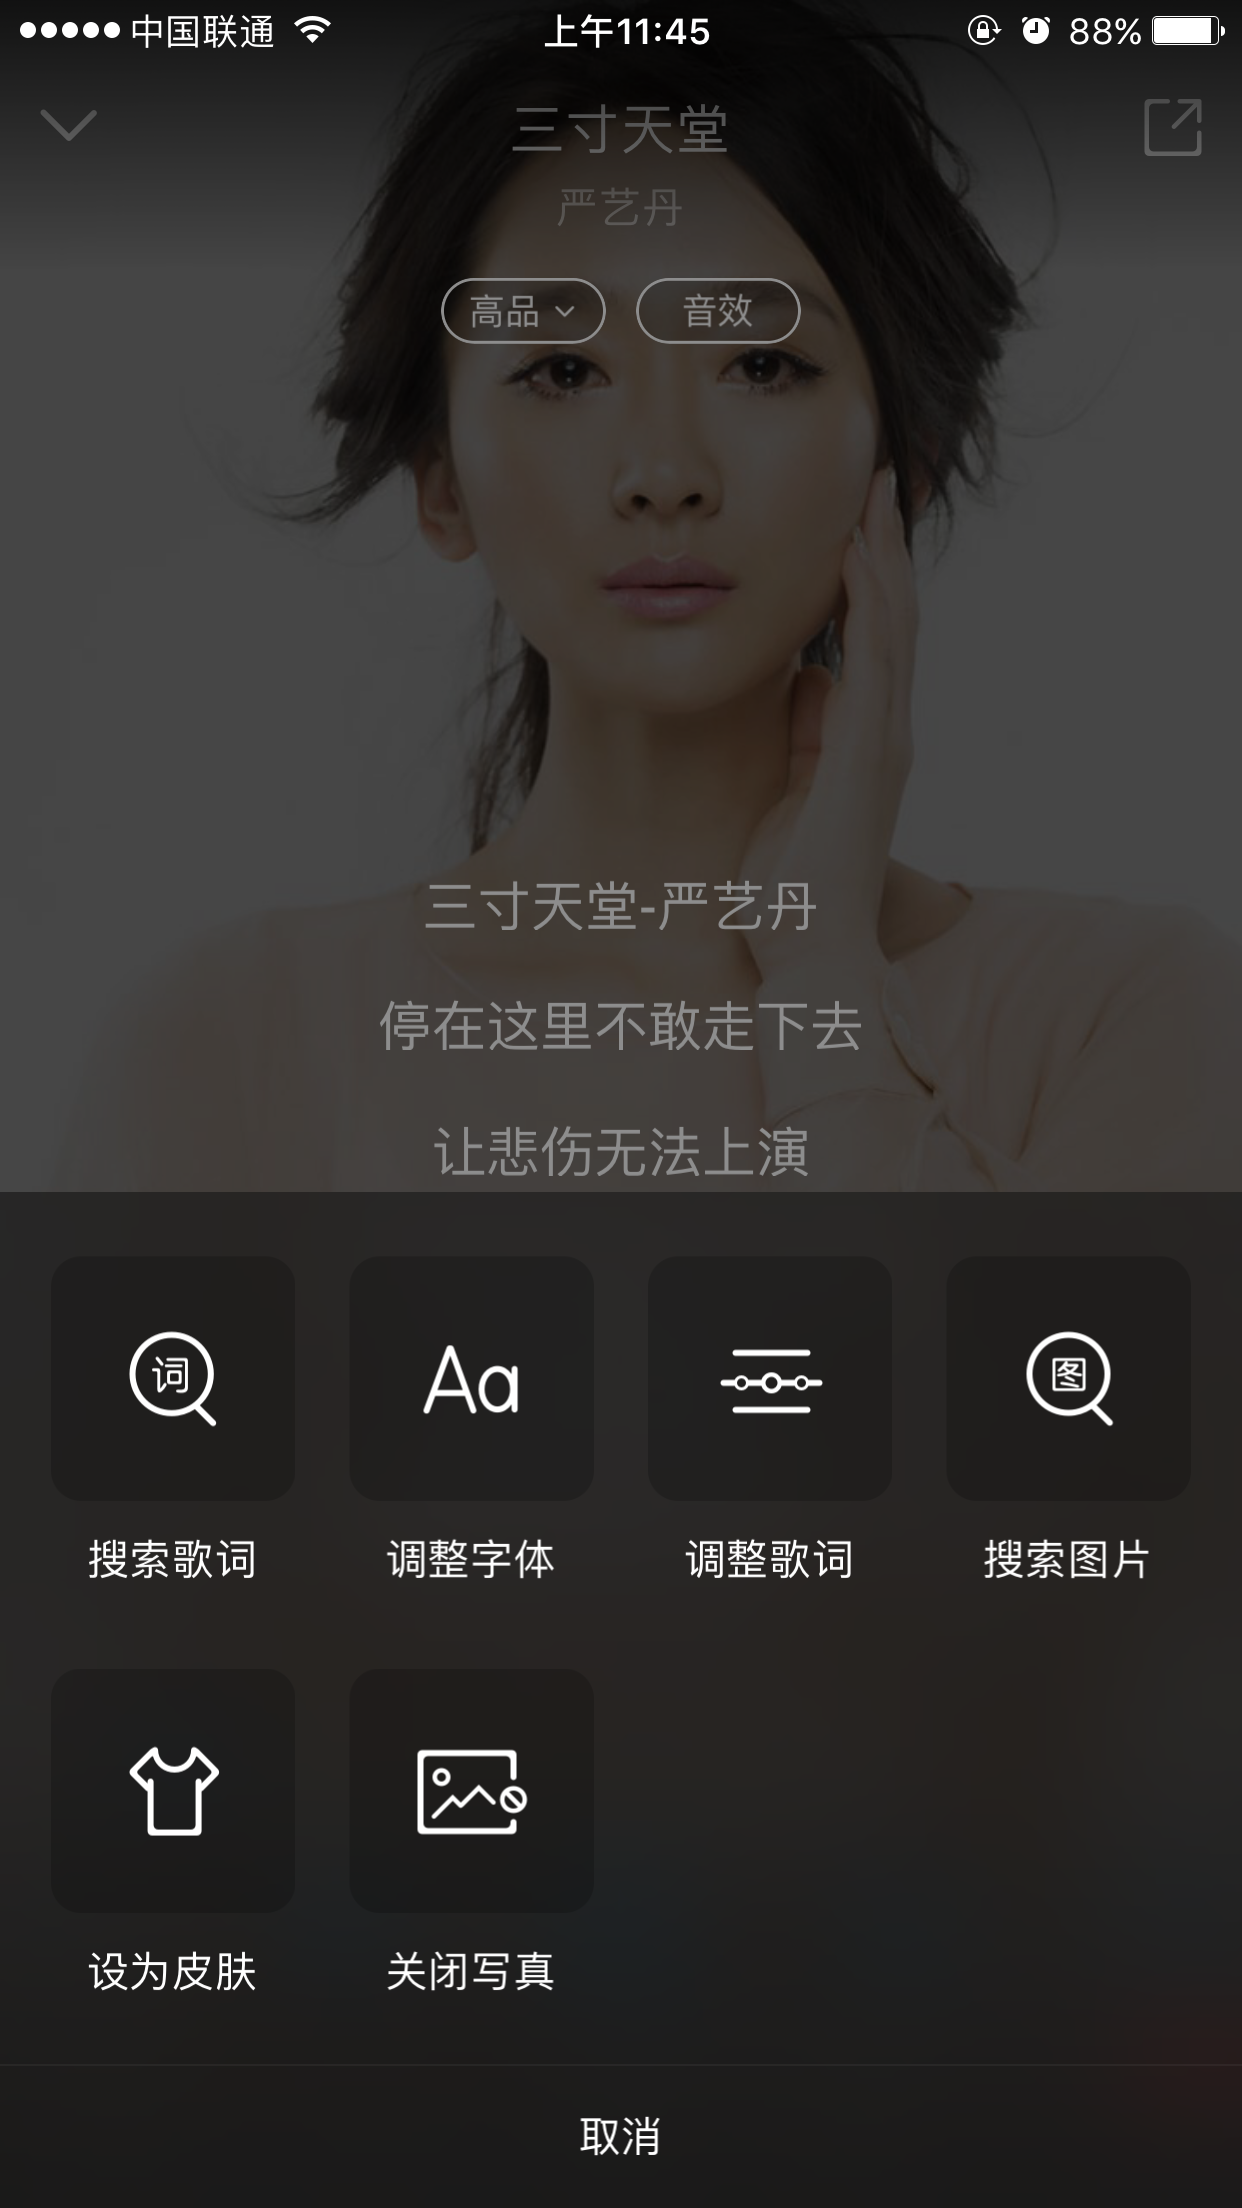 中国联通 上午11:45 88%
三寸天堂
严艺丹
高品 音效
三寸天堂-严艺丹
停在这里不敢走下去
让悲伤无法上演
词 Aa 图
搜索歌词 调整字体 调整歌词 搜索图片
设为皮肤 关闭写真
取消